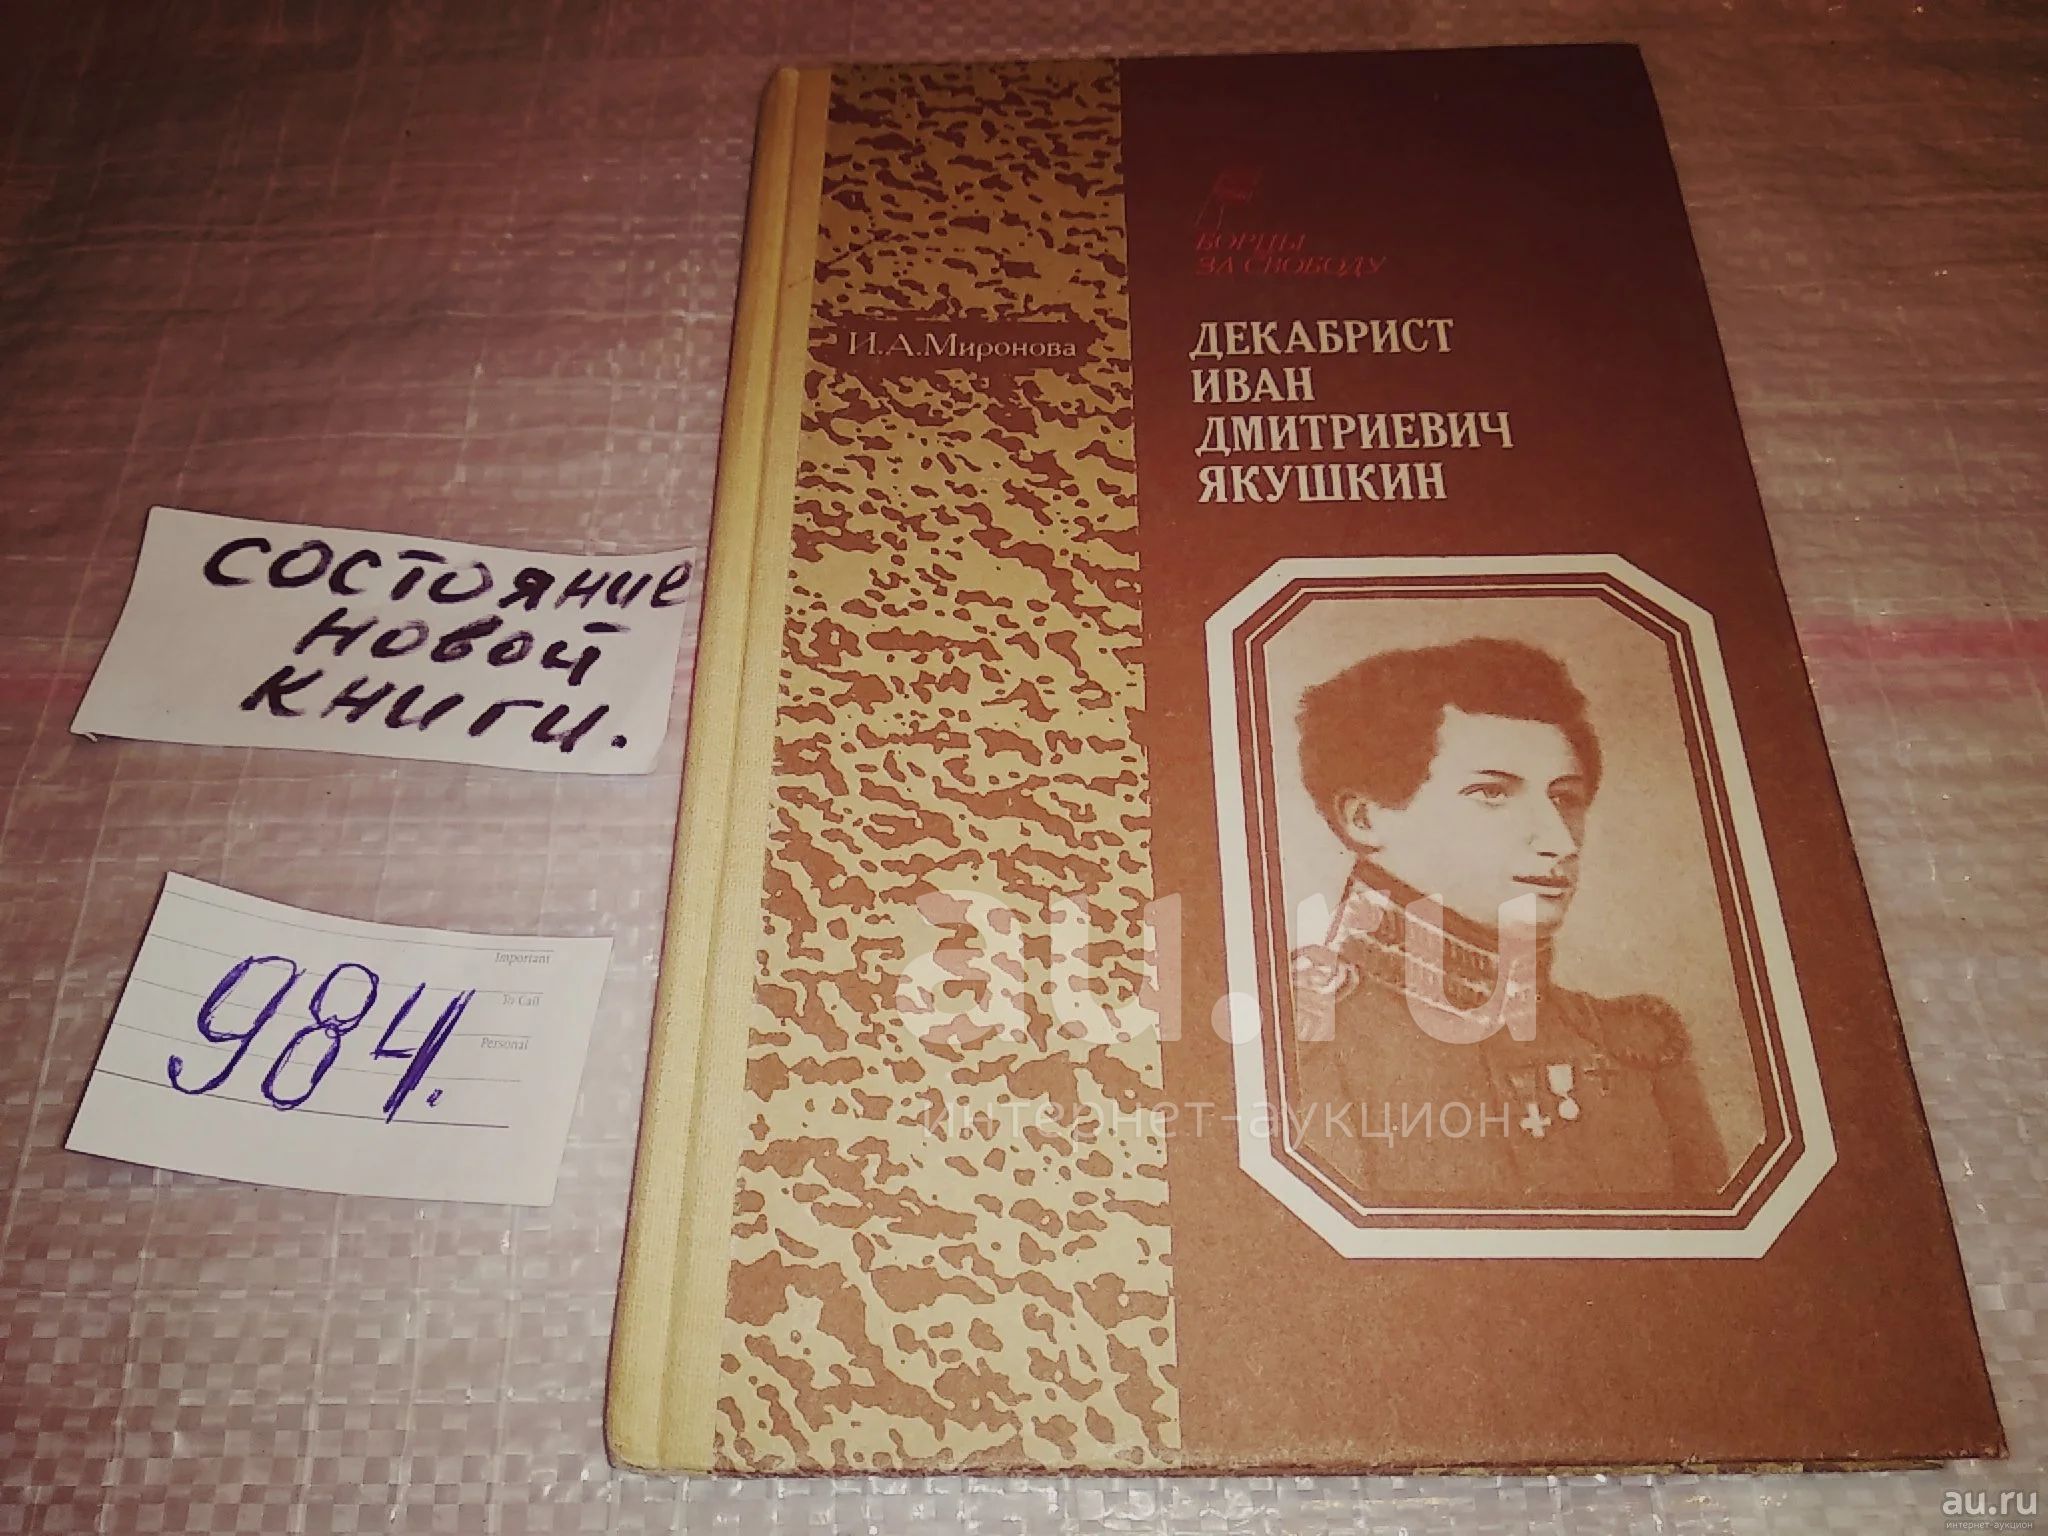 БОРЦЫ
ЗА СВОБОДУ
И.А.Миронова
ДЕКАБРИСТ
ИВАН
ДМИТРИЕВИЧ
ЯКУШКИН
состояние
новой
книги.
Important
To Call
Personal
984.
au.ru
интернет-аукцион
au.ru
интернет-аукцион